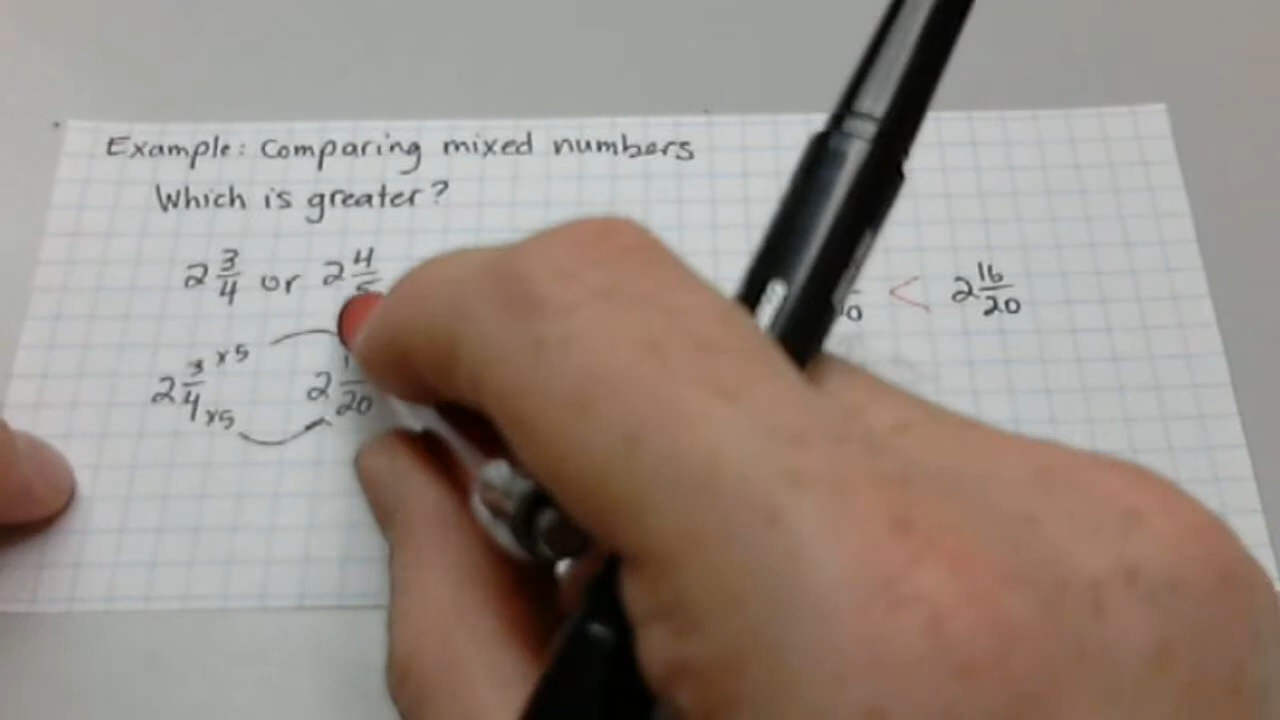 Example: Comparing mixed numbers
Which is greater?
2 3/4 or 2 4/5
< 2 16/20
2 3/4 x5 x5
2 /20